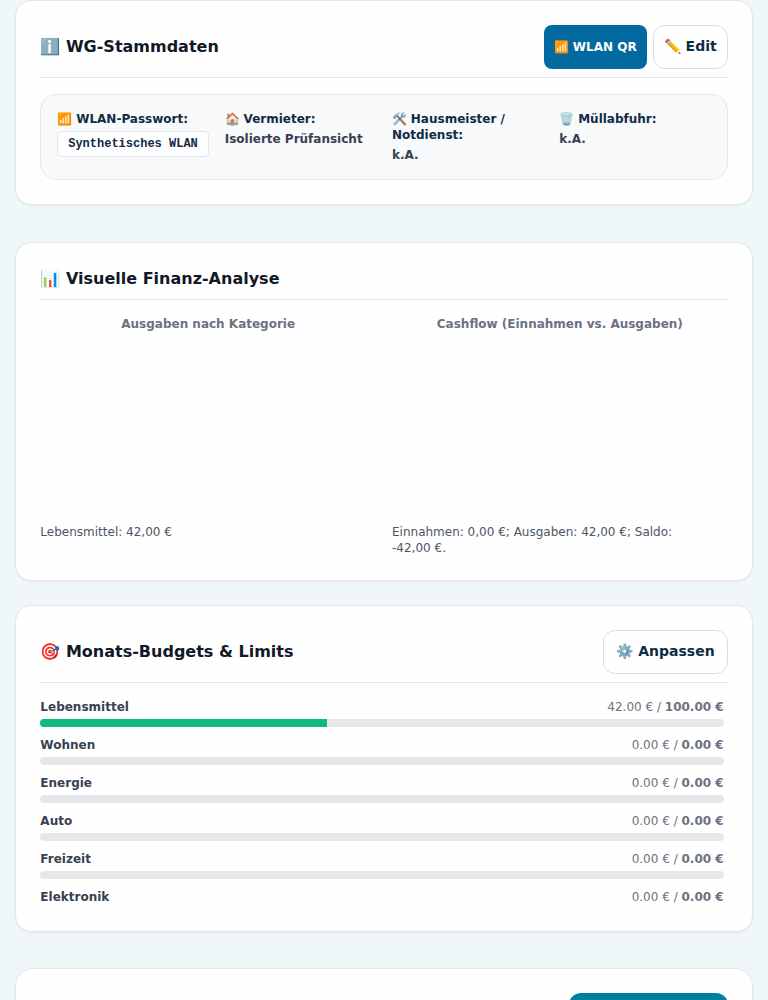 WG-Stammdaten
WLAN QR
Edit
WLAN-Passwort:
Synthetisches WLAN
Vermieter:
Isolierte Prüfansicht
Hausmeister /
Notdienst:
k.A.
Müllabfuhr:
k.A.
Visuelle Finanz-Analyse
Ausgaben nach Kategorie
Lebensmittel: 42,00 €
Cashflow (Einnahmen vs. Ausgaben)
Einnahmen: 0,00 €; Ausgaben: 42,00 €; Saldo:
-42,00 €.
Monats-Budgets & Limits
Anpassen
Lebensmittel 42.00 € / 100.00 €
Wohnen 0.00 € / 0.00 €
Energie 0.00 € / 0.00 €
Auto 0.00 € / 0.00 €
Freizeit 0.00 € / 0.00 €
Elektronik 0.00 € / 0.00 €